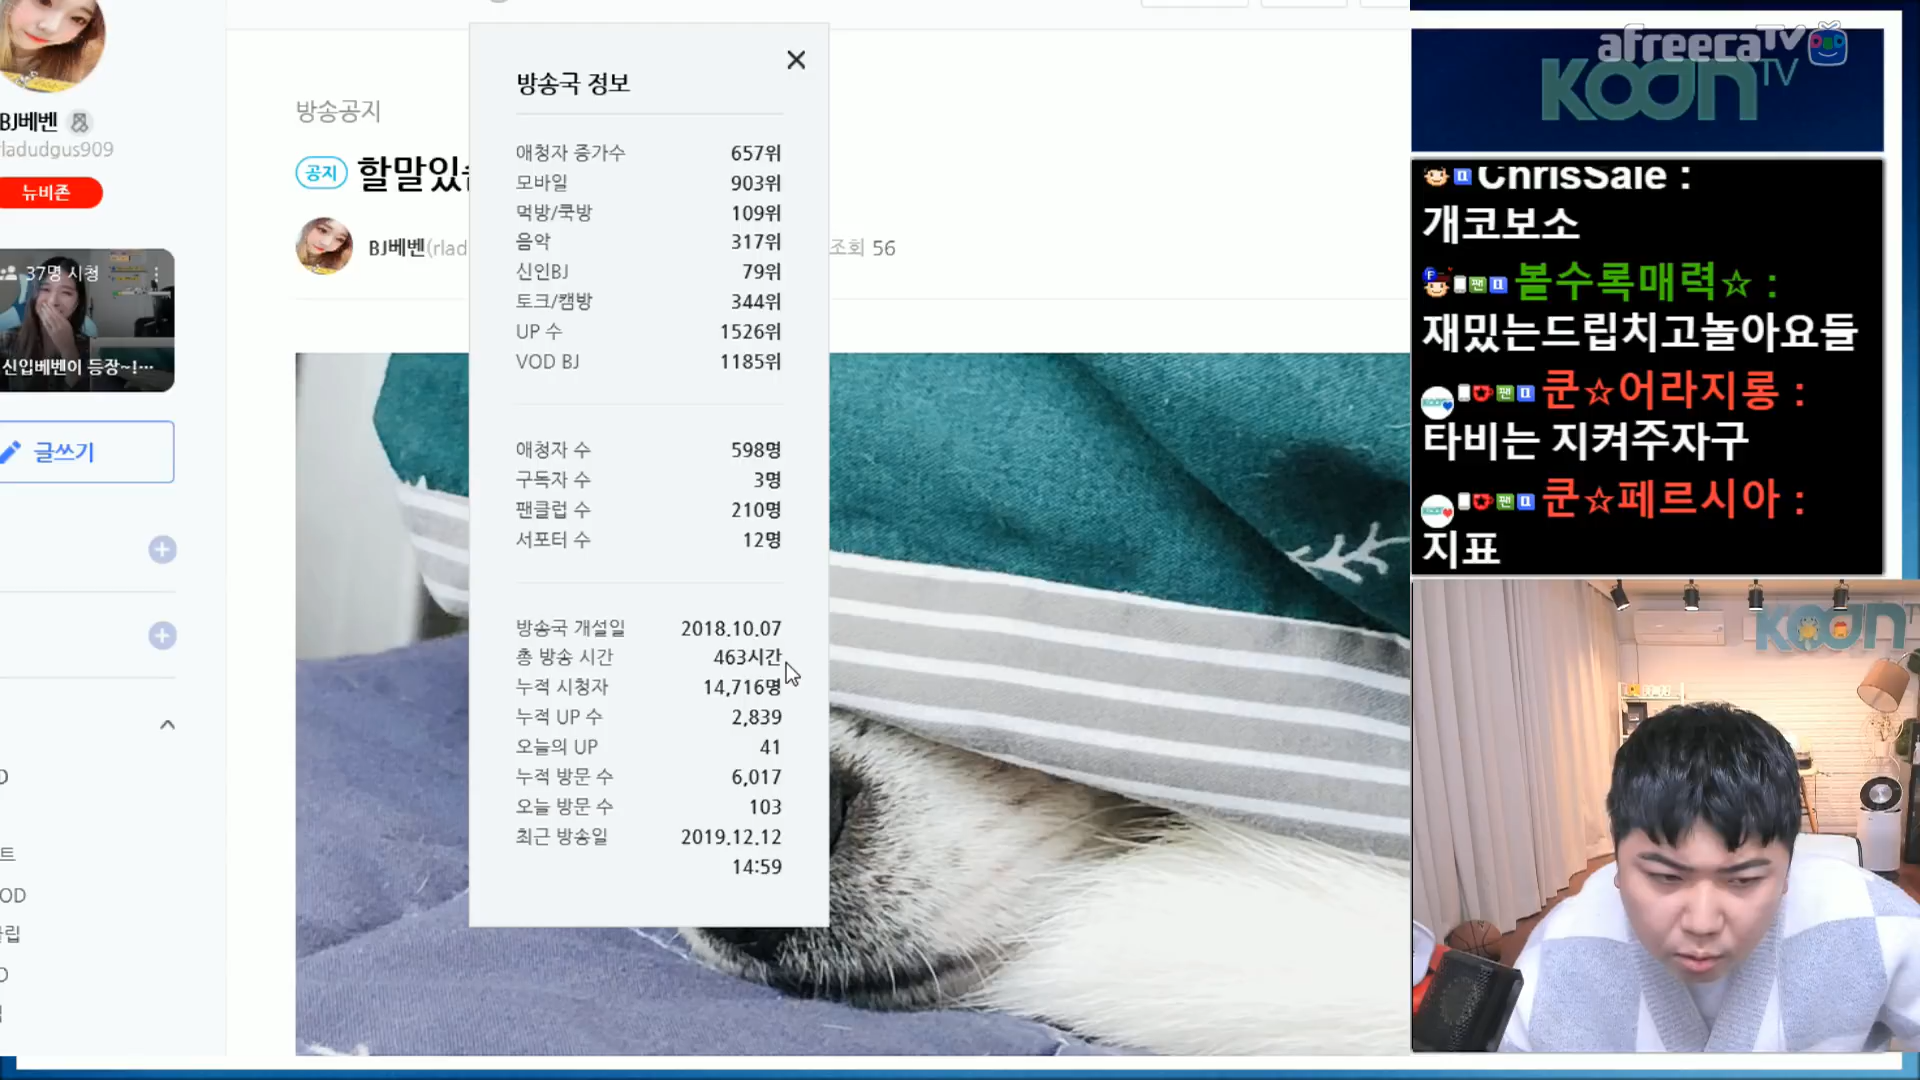 BJ베벤
ladudgus909
뉴비존
37명 시청
신입베벤이 등장~!…
글쓰기
OD
방송공지
공지 할말있
BJ베벤(rlad
조회 56
방송국 정보
애청자 증가수 657위
모바일 903위
먹방/쿡방 109위
음악 317위
신인BJ 79위
토크/캠방 344위
UP 수 1526위
VOD BJ 1185위
애청자 수 598명
구독자 수 3명
팬클럽 수 210명
서포터 수 12명
방송국 개설일 2018.10.07
총 방송 시간 463시간
누적 시청자 14,716명
누적 UP 수 2,839
오늘의 UP 41
누적 방문 수 6,017
오늘 방문 수 103
최근 방송일 2019.12.12
14:59
afreecaTV
KOONTV
ChrisSale :
개코보소
볼수록매력☆ :
재밌는드립치고놀아요들
쿤☆어라지롱 :
타비는 지켜주자구
쿤☆페르시아 :
지표
KOON